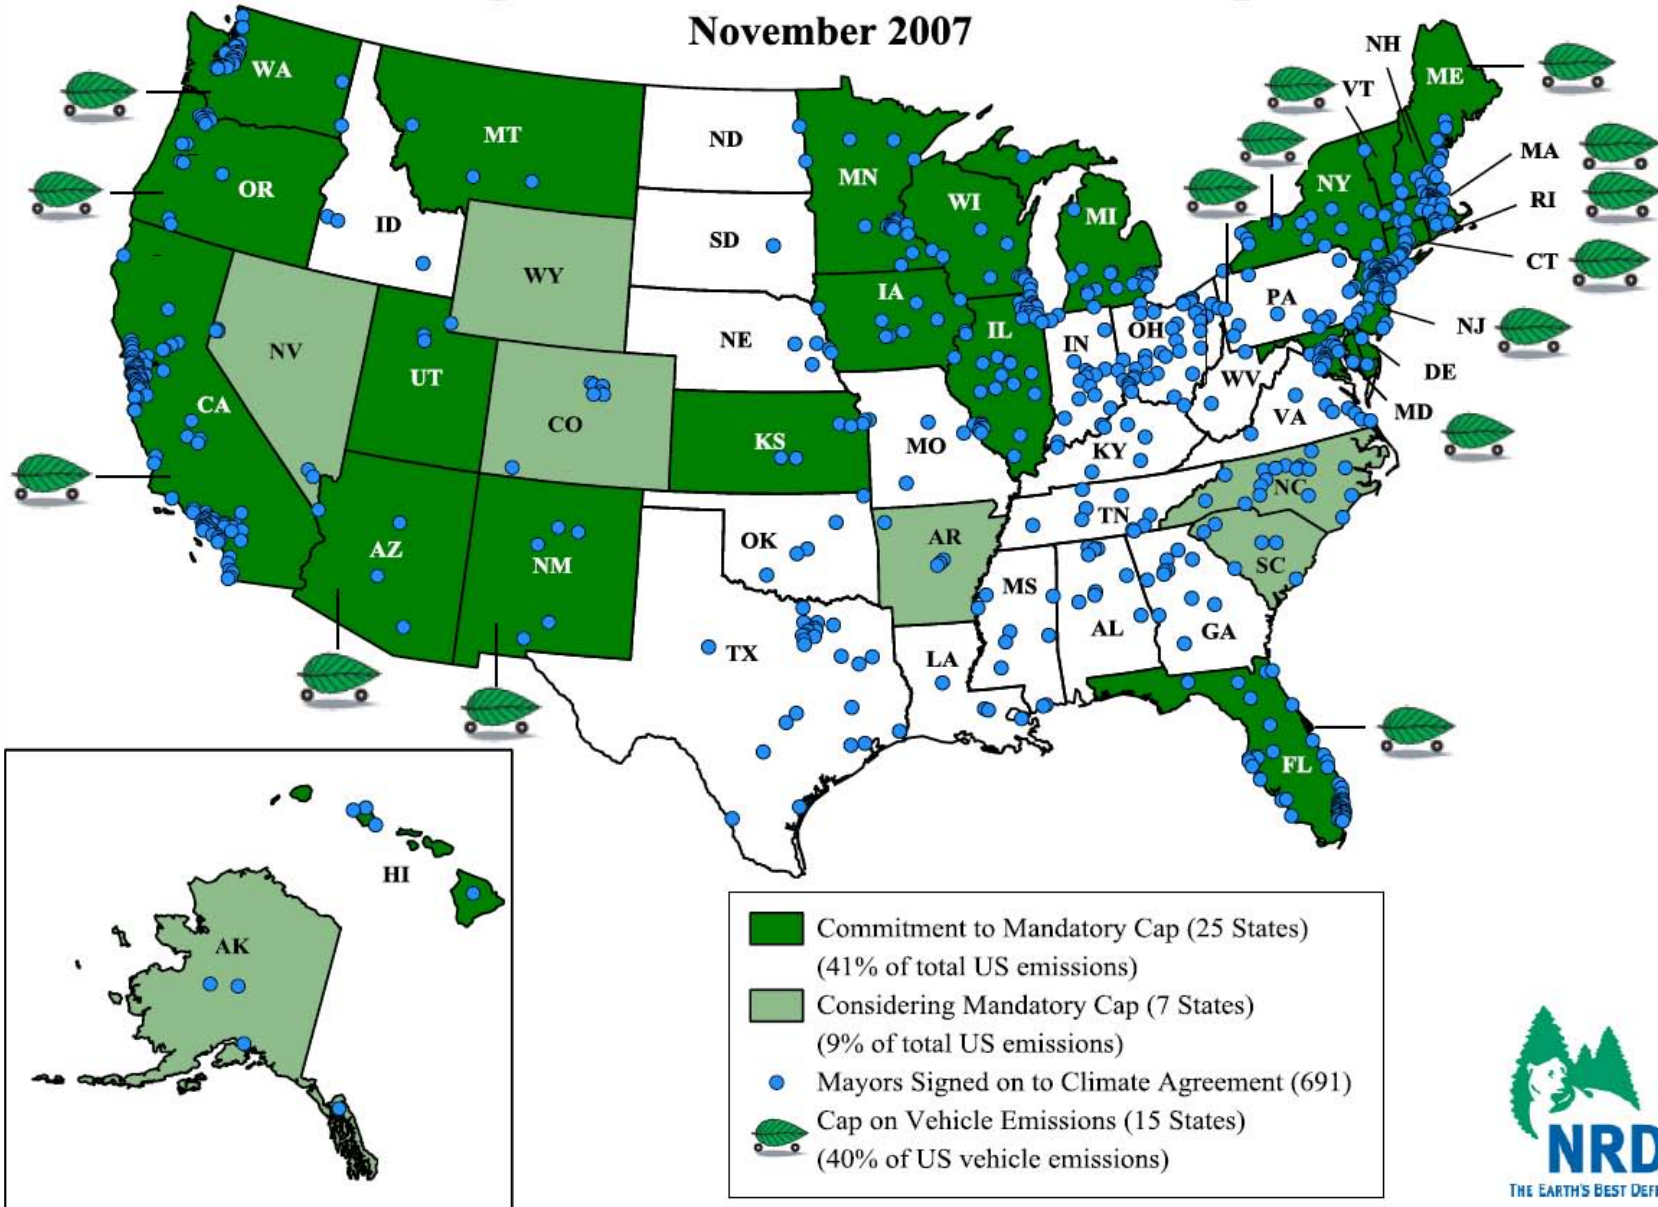 November 2007
NH
ME
VT
WA
MT
ND
MA
MN
OR
NY
WI
RI
MI
ID
SD
CT
WY
IA
PA
NE
IL
OH
NJ
NV
IN
UT
DE
WV
CA
MD
VA
CO
KS
MO
KY
NC
TN
AR
OK
AZ
NM
SC
MS
AL
GA
TX
LA
FL
HI
AK
Commitment to Mandatory Cap (25 States)
(41% of total US emissions)
Considering Mandatory Cap (7 States)
(9% of total US emissions)
Mayors Signed on to Climate Agreement (691)
Cap on Vehicle Emissions (15 States)
(40% of US vehicle emissions)
NRD
THE EARTH'S BEST DEF